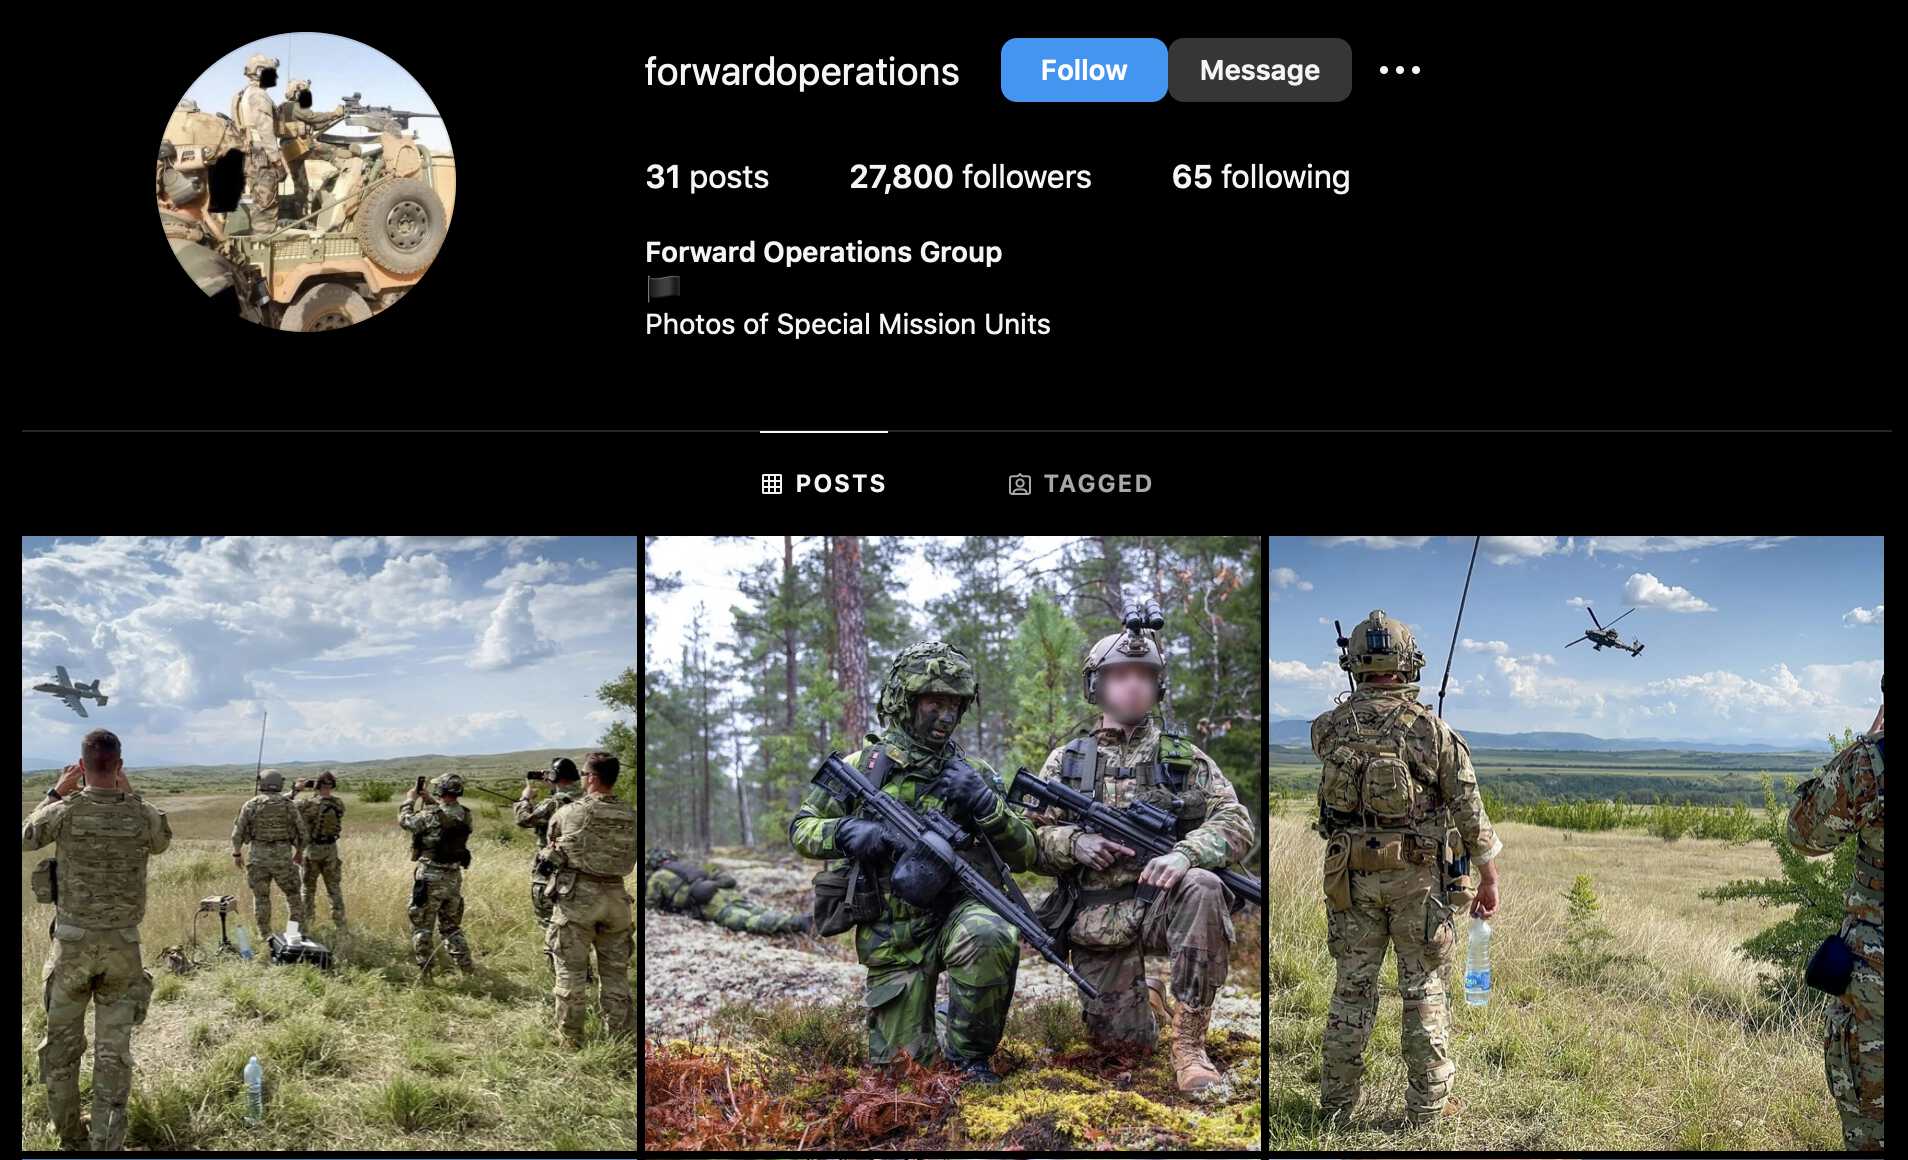 forwardoperations
Follow
Message
31 posts
27,800 followers
65 following
Forward Operations Group
Photos of Special Mission Units
POSTS
TAGGED